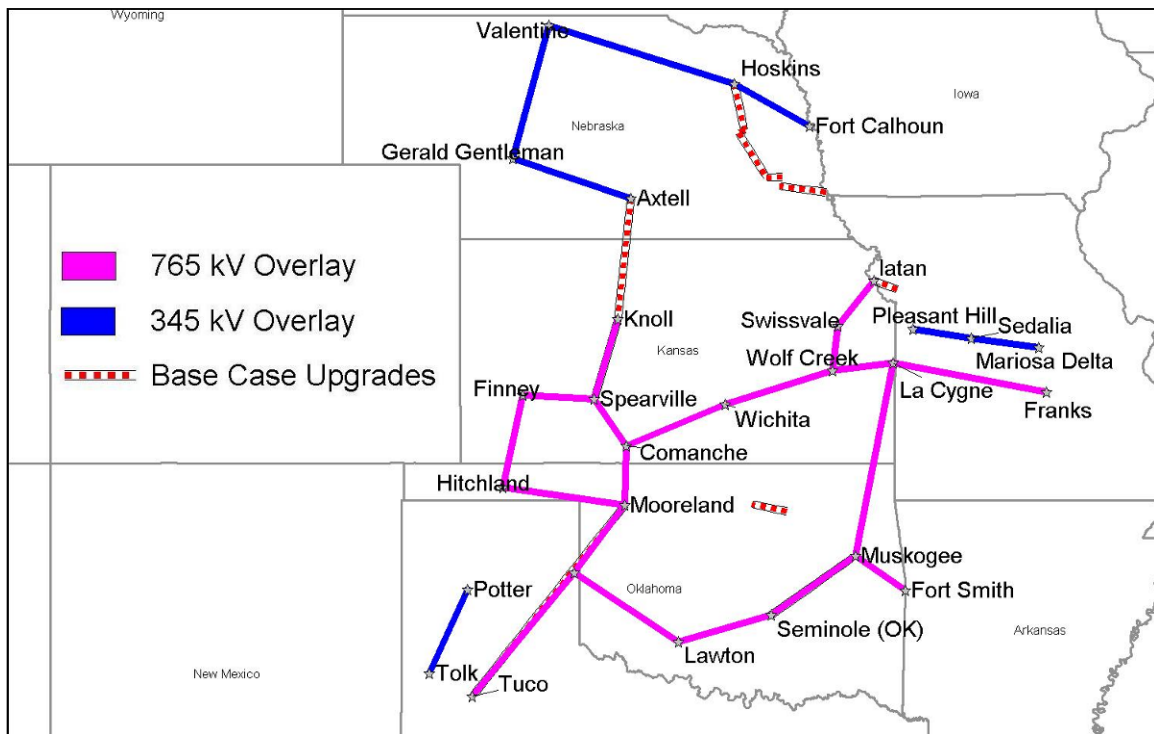 Wyoming
Valentine
Hoskins
Iowa
Nebraska
Fort Calhoun
Gerald Gentleman
Axtell
765 kV Overlay
345 kV Overlay
Base Case Upgrades
Iatan
Knoll
Swissvale
Pleasant Hill
Sedalia
Kansas
Wolf Creek
Mariosa Delta
Finney
Spearville
La Cygne
Franks
Wichita
Comanche
Hitchland
Mooreland
Muskogee
Potter
Oklahoma
Fort Smith
Seminole (OK)
Arkansas
Lawton
New Mexico
Tolk
Tuco